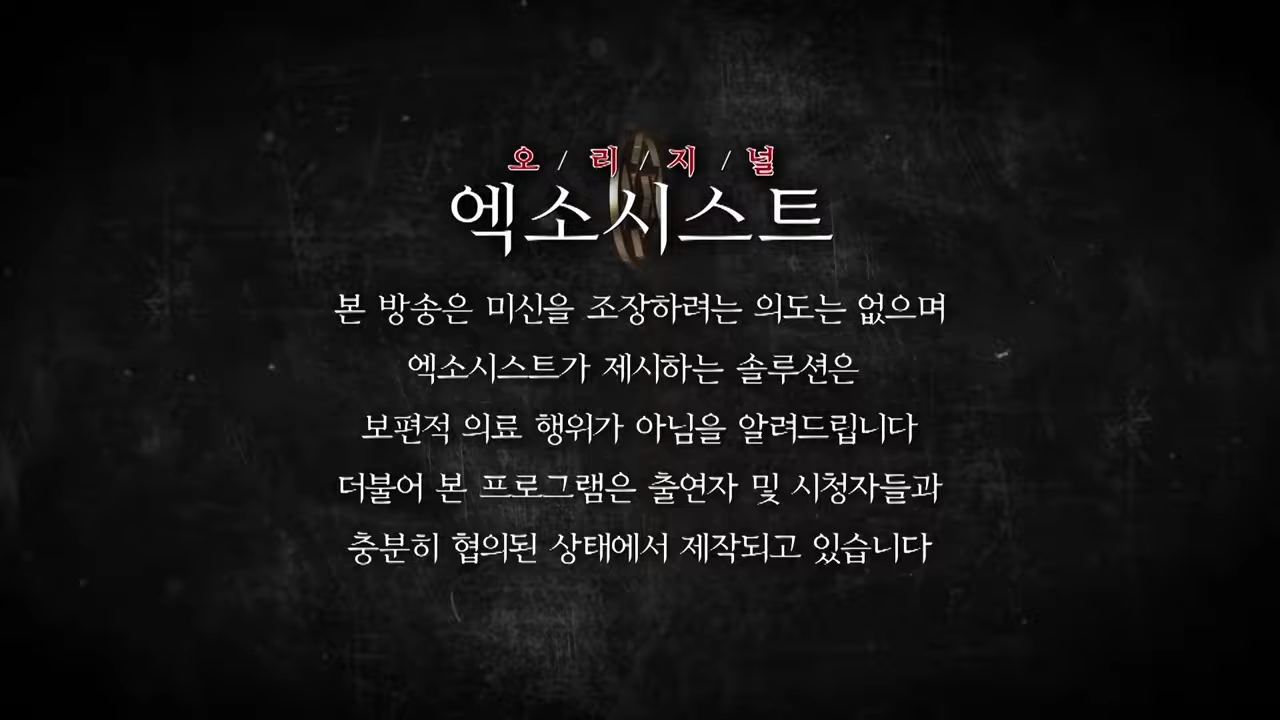 오/리/지/널
엑소시스트
본 방송은 미신을 조장하려는 의도는 없으며
엑소시스트가 제시하는 솔루션은
보편적 의료 행위가 아님을 알려드립니다
더불어 본 프로그램은 출연자 및 시청자들과
충분히 협의된 상태에서 제작되고 있습니다